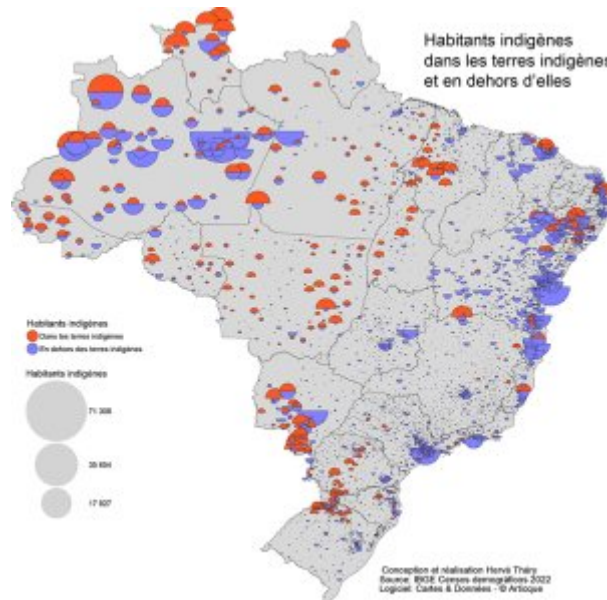 Habitants indigènes
dans les terres indigènes
et en dehors d'elles
Habitants indigènes
Dans les terres indigènes
En dehors des terres indigènes
Habitants indigènes
71 308
35 654
17 827
Conception et réalisation Hervé Théry
Source: IBGE Censos demográficos 2022
Logiciel: Cartes & Données - © Artique